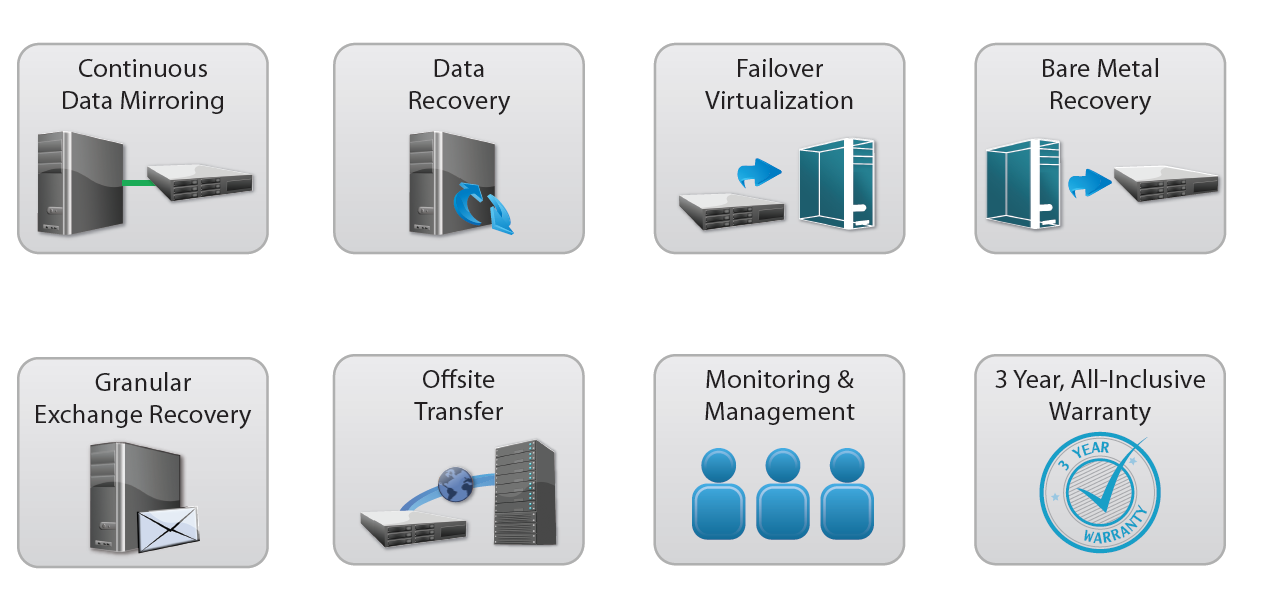 Continuous
Data Mirroring
Data
Recovery
Failover
Virtualization
Bare Metal
Recovery
Granular
Exchange Recovery
Offsite
Transfer
Monitoring &
Management
3 Year, All-Inclusive
Warranty
3 YEAR
WARRANTY